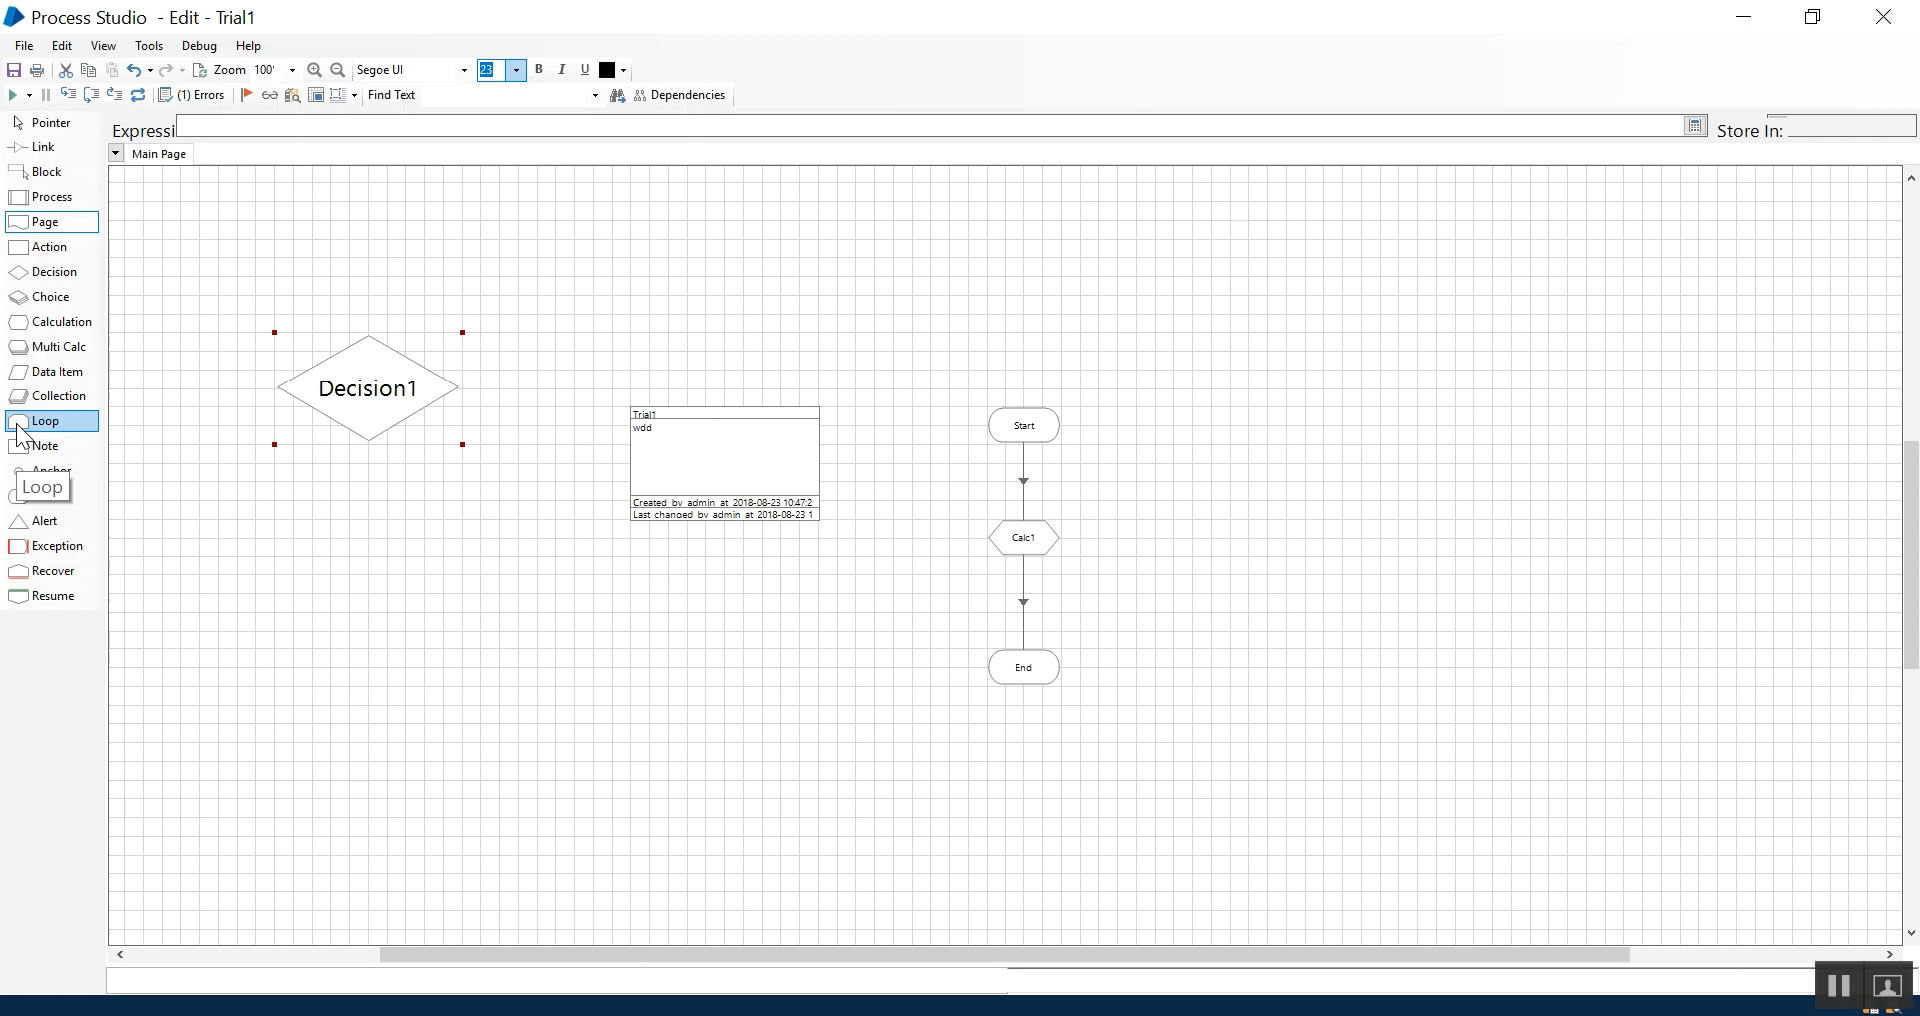 Process Studio - Edit - Trial1
File Edit View Tools Debug Help
Zoom 100' Segoe UI 23 B I U
(1) Errors Find Text Dependencies
Pointer
Link
Block
Process
Page
Action
Decision
Choice
Calculation
Multi Calc
Data Item
Collection
Loop
Note
Loop
Alert
Exception
Recover
Resume
Expressi
Store In:
Main Page
Decision1
Trial1
wdd
Created by admin at 2018-08-23 10:47:2
Last changed by admin at 2018-08-23 1
Start
Calc1
End